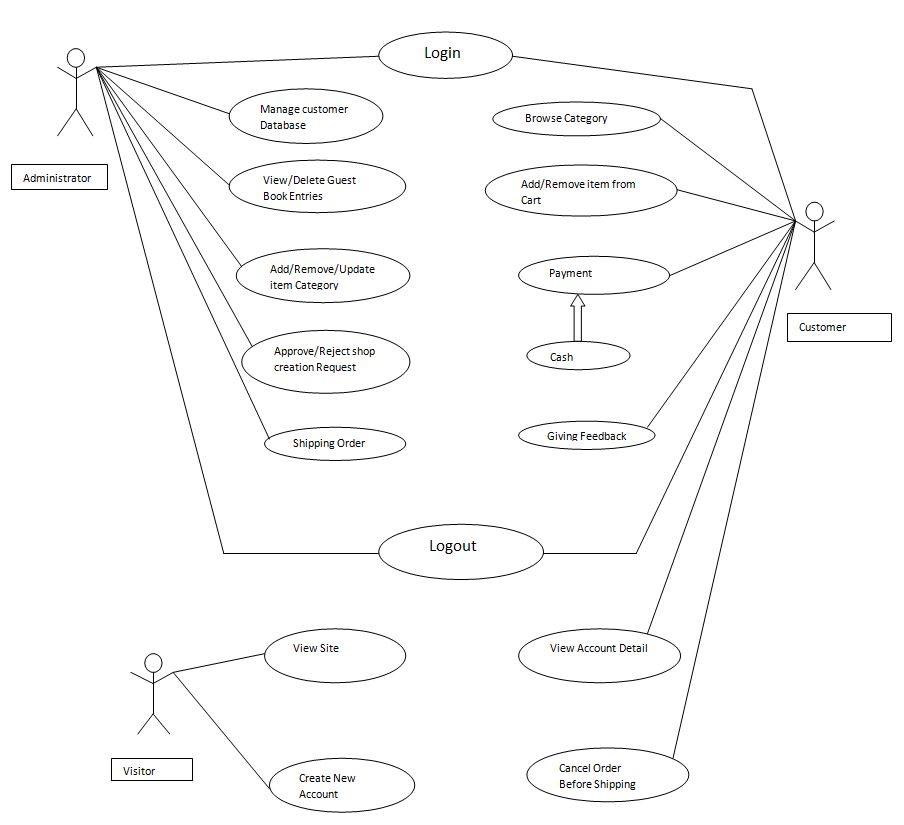 Login
Manage customer
Database
Browse Category
Administrator
View/Delete Guest
Book Entries
Add/Remove item from
Cart
Add/Remove/Update
item Category
Payment
Customer
Approve/Reject shop
creation Request
Cash
Shipping Order
Giving Feedback
Logout
View Site
View Account Detail
Visitor
Create New
Account
Cancel Order
Before Shipping